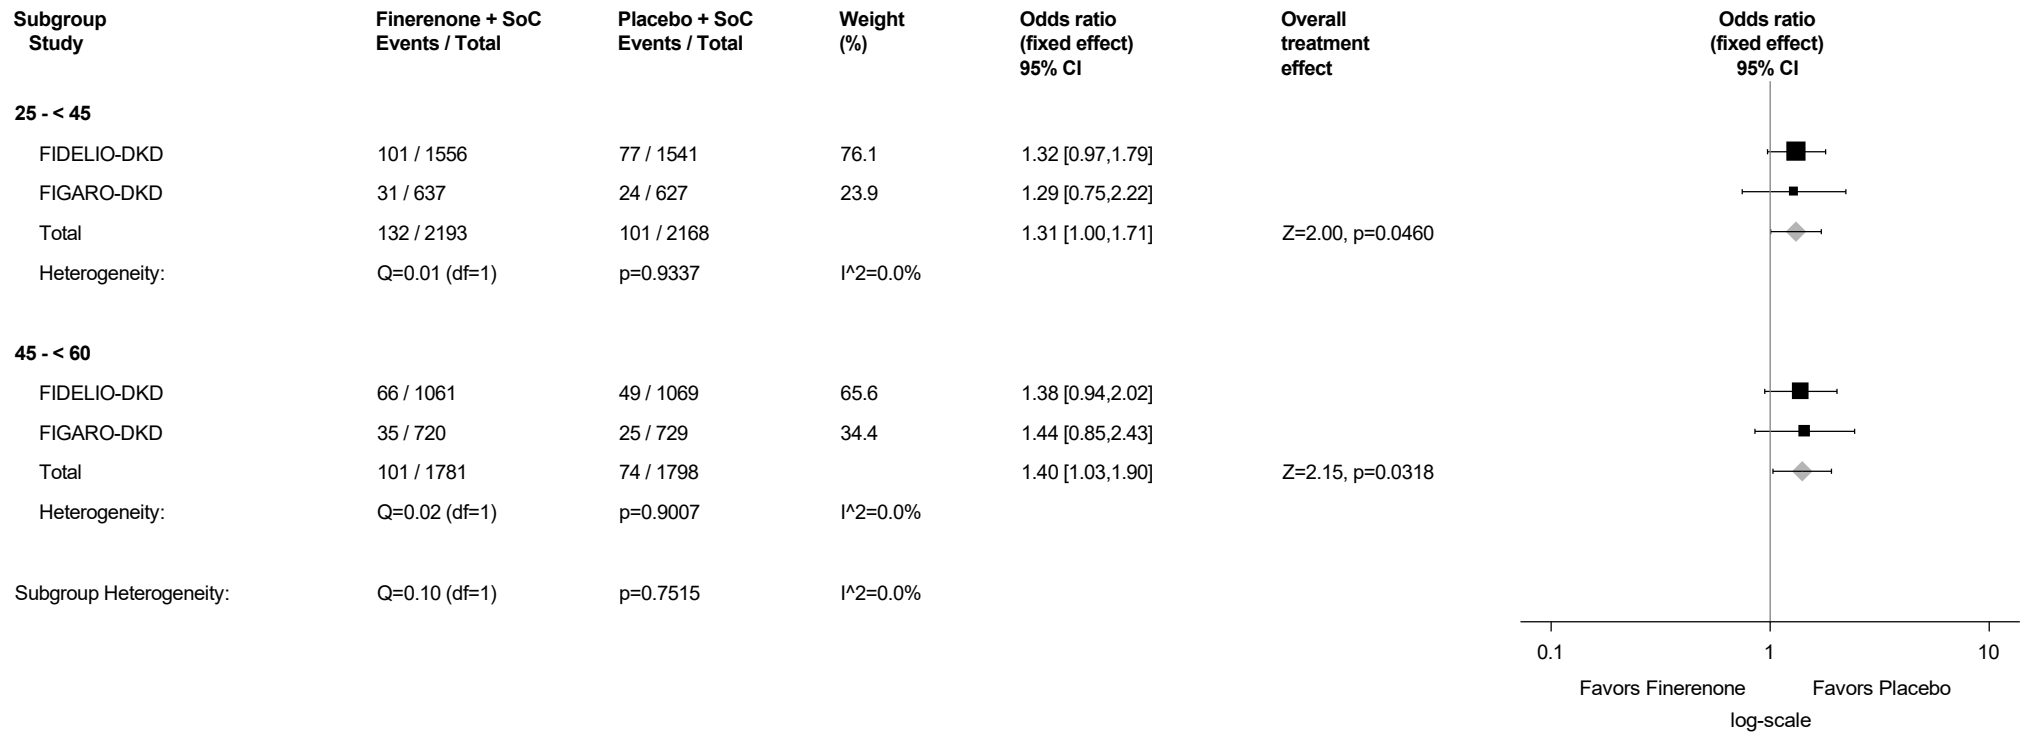 Subgroup Finerenone + SoC Placebo + SoC Weight Odds ratio Overall Odds ratio
Study Events / Total Events / Total (%) (fixed effect) treatment (fixed effect)
95% CI effect 95% CI
25 - < 45
FIDELIO-DKD 101 / 1556 77 / 1541 76.1 1.32 [0.97,1.79]
FIGARO-DKD 31 / 637 24 / 627 23.9 1.29 [0.75,2.22]
Total 132 / 2193 101 / 2168 1.31 [1.00,1.71] Z=2.00, p=0.0460
Heterogeneity: Q=0.01 (df=1) p=0.9337 I^2=0.0%
45 - < 60
FIDELIO-DKD 66 / 1061 49 / 1069 65.6 1.38 [0.94,2.02]
FIGARO-DKD 35 / 720 25 / 729 34.4 1.44 [0.85,2.43]
Total 101 / 1781 74 / 1798 1.40 [1.03,1.90] Z=2.15, p=0.0318
Heterogeneity: Q=0.02 (df=1) p=0.9007 I^2=0.0%
Subgroup Heterogeneity: Q=0.10 (df=1) p=0.7515 I^2=0.0%
0.1 1 10
Favors Finerenone Favors Placebo
log-scale